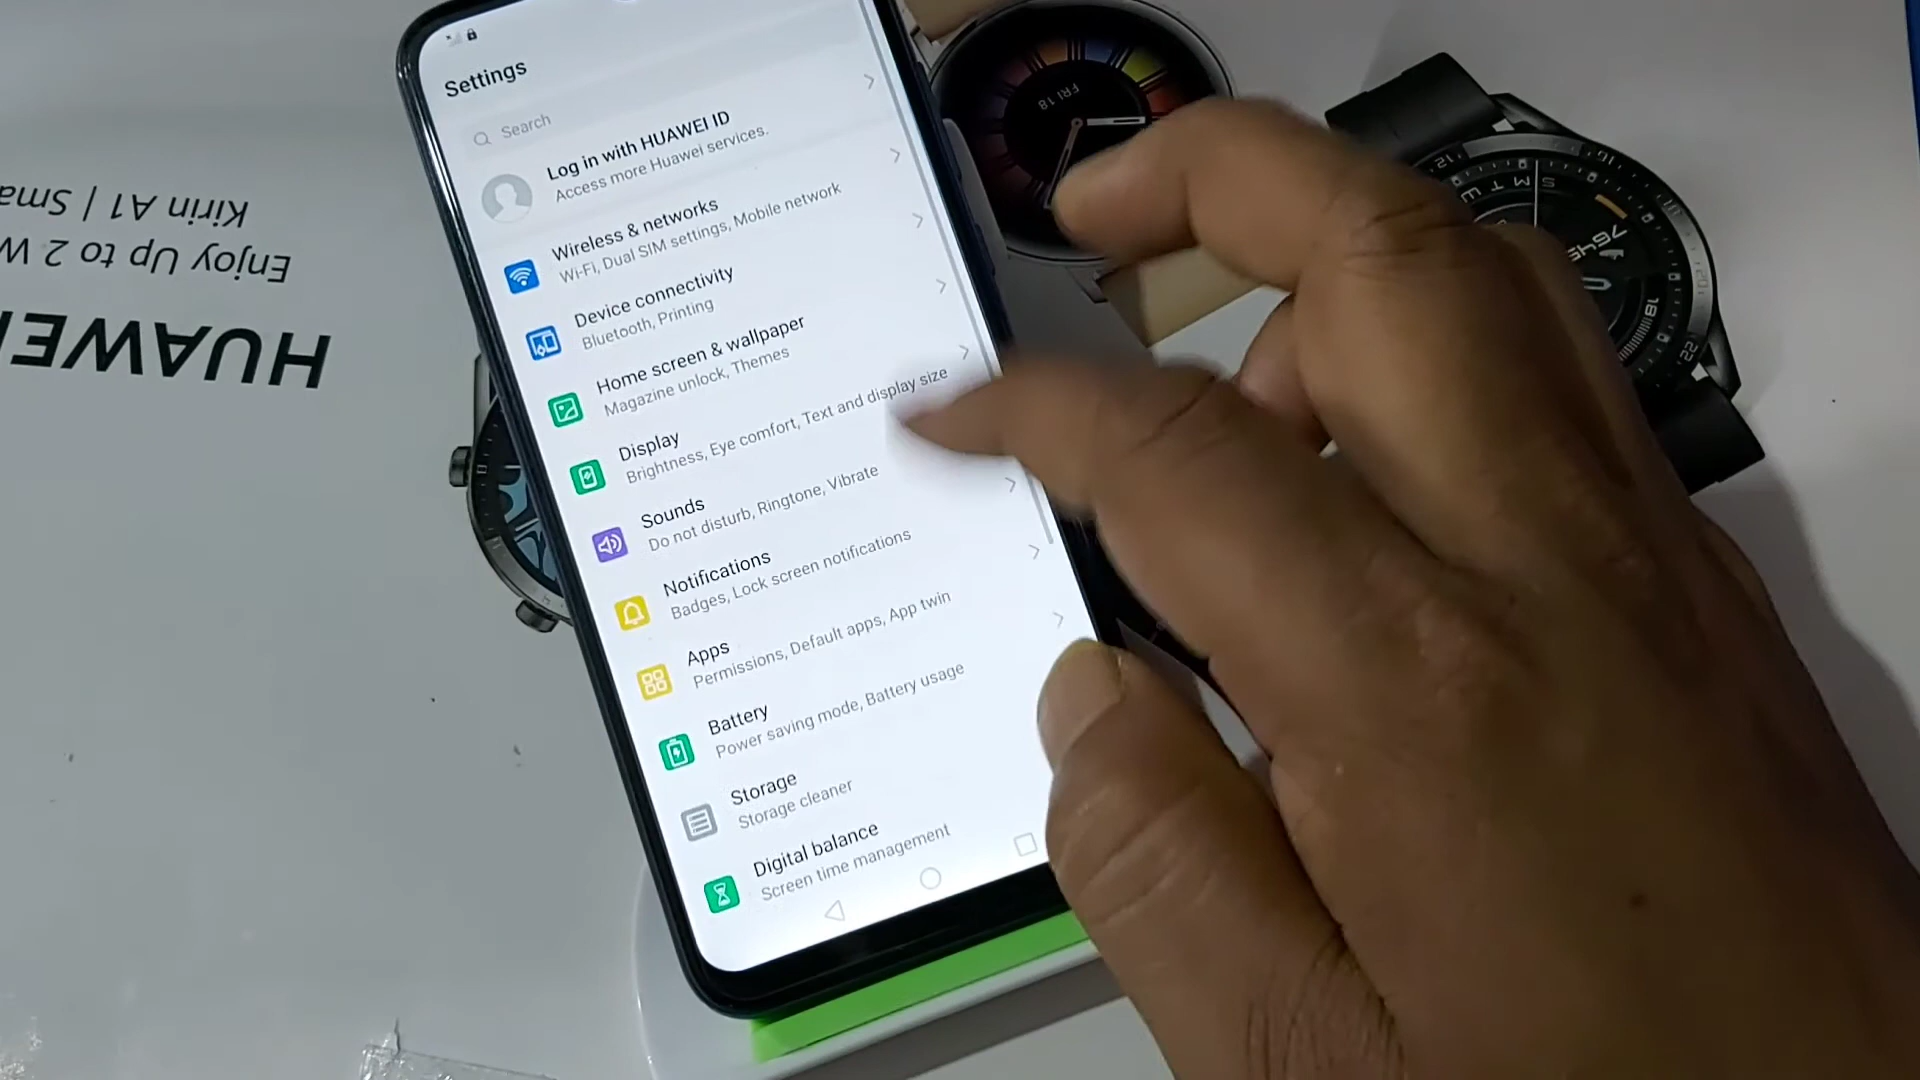 Settings
Search
Log in with HUAWEI ID
Access more Huawei services.
Wireless & networks
Wi-Fi, Dual SIM settings, Mobile network
Device connectivity
Bluetooth, Printing
Home screen & wallpaper
Magazine unlock, Themes
Display
Brightness, Eye comfort, Text and display size
Sounds
Do not disturb, Ringtone, Vibrate
Notifications
Badges, Lock screen notifications
Apps
Permissions, Default apps, App twin
Battery
Power saving mode, Battery usage
Storage
Storage cleaner
Digital balance
Screen time management
HUAWEI
Enjoy Up to 2 W
Kirin A1 | Sma
FRI 18